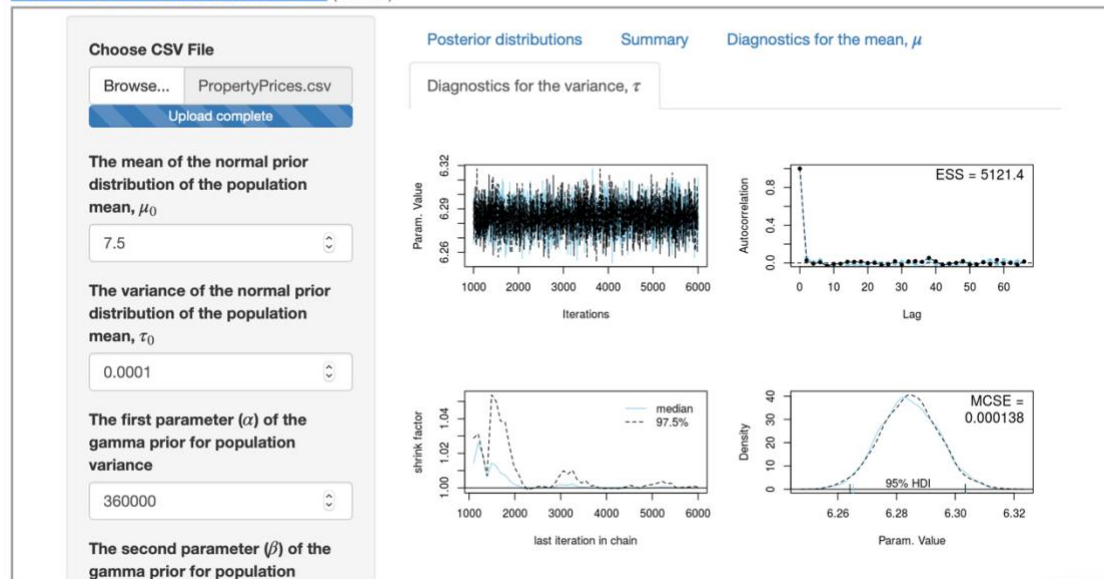 Choose CSV File
Browse... PropertyPrices.csv
Upload complete
The mean of the normal prior
distribution of the population
mean, μ0
7.5
The variance of the normal prior
distribution of the population
mean, τ0
0.0001
The first parameter (α) of the
gamma prior for population
variance
360000
The second parameter (β) of the
gamma prior for population
Posterior distributions Summary Diagnostics for the mean, μ
Diagnostics for the variance, τ
Param. Value
6.32
6.29
6.26
1000 2000 3000 4000 5000 6000
Iterations
Autocorrelation
0.8
0.4
0.0
ESS = 5121.4
0 10 20 30 40 50 60
Lag
shrink factor
1.04
1.02
1.00
median
97.5%
1000 2000 3000 4000 5000 6000
last iteration in chain
Density
40
30
20
10
0
MCSE =
0.000138
95% HDI
6.26 6.28 6.30 6.32
Param. Value